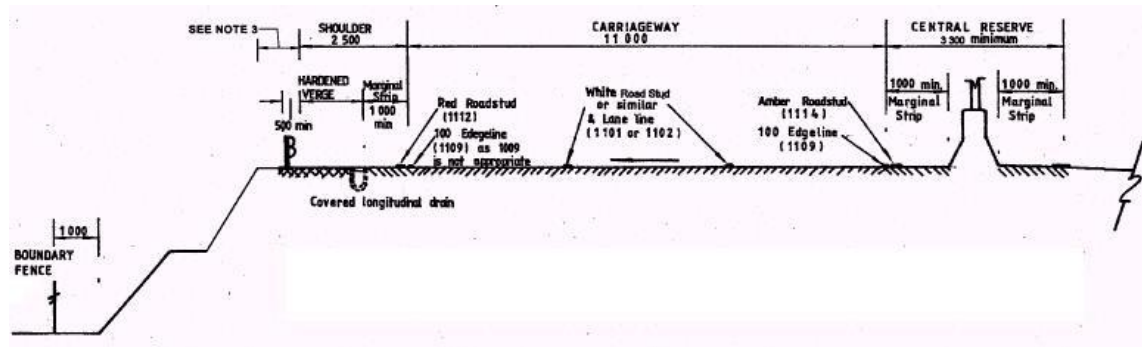 SEE NOTE 3
SHOULDER
2 500
CARRIAGEWAY
11 000
CENTRAL RESERVE
3 300 minimum
HARDENED
VERGE
Marginal
Strip
1 000
min
500 min
Red Roadstud
(1112)
100 Edgeline
(1109) as 1009
is not appropriate
White Road Stud
or similar
& Lane line
(1101 or 1102)
Amber Roadstud
(1114)
100 Edgeline
(1109)
1000 min.
Marginal
Strip
1000 min.
Marginal
Strip
Covered longitudinal drain
1 000
BOUNDARY
FENCE